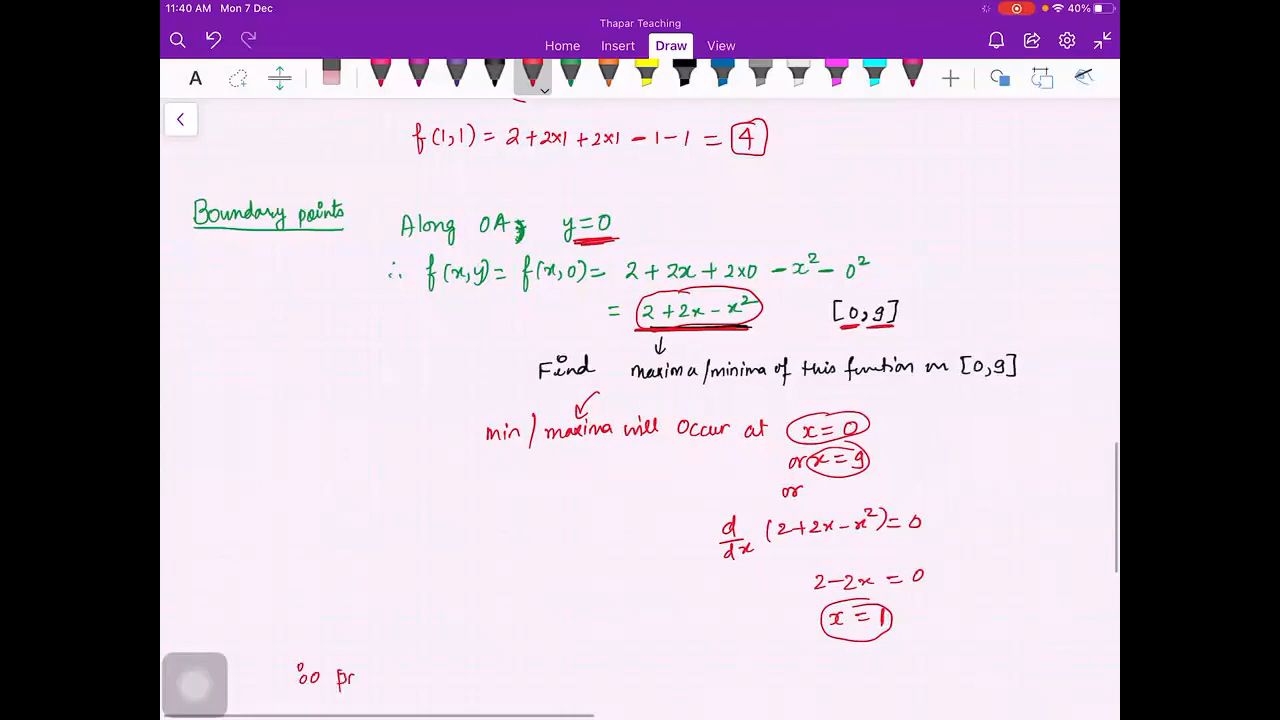 11:40 AM Mon 7 Dec
40%
Thapar Teaching
Home Insert Draw View
A
f(1,1) = 2+2×1+2×1-1-1 = 4
Boundary points
Along OA, y=0
∴ f(x,y)= f(x,0)= 2+2x+2×0-x²-0²
= 2+2x-x² [0,9]
Find maxima/minima of this function on [0,9]
min/maxima will occur at x=0
or x=9
or
d/dx (2+2x-x²)=0
2-2x=0
x=1
∴ pr